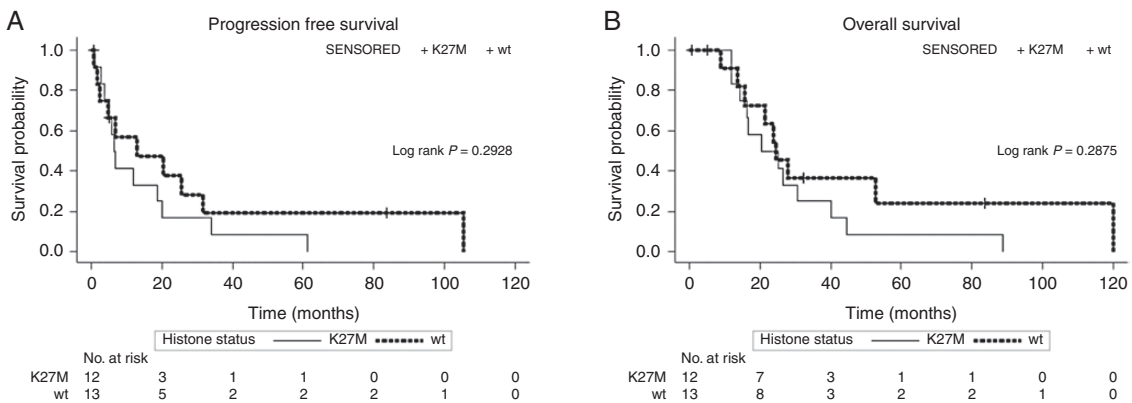 A
Progression free survival
SENSORED + K27M + wt
Log rank P = 0.2928
Survival probability
1.0
0.8
0.6
0.4
0.2
0.0
0 20 40 60 80 100 120
Time (months)
Histone status K27M wt
No. at risk
K27M 12 3 1 1 0 0 0
wt 13 5 2 2 2 1 0
B
Overall survival
SENSORED + K27M + wt
Log rank P = 0.2875
Survival probability
1.0
0.8
0.6
0.4
0.2
0.0
0 20 40 60 80 100 120
Time (months)
Histone status K27M wt
No. at risk
K27M 12 7 3 1 1 0 0
wt 13 8 3 2 2 1 0